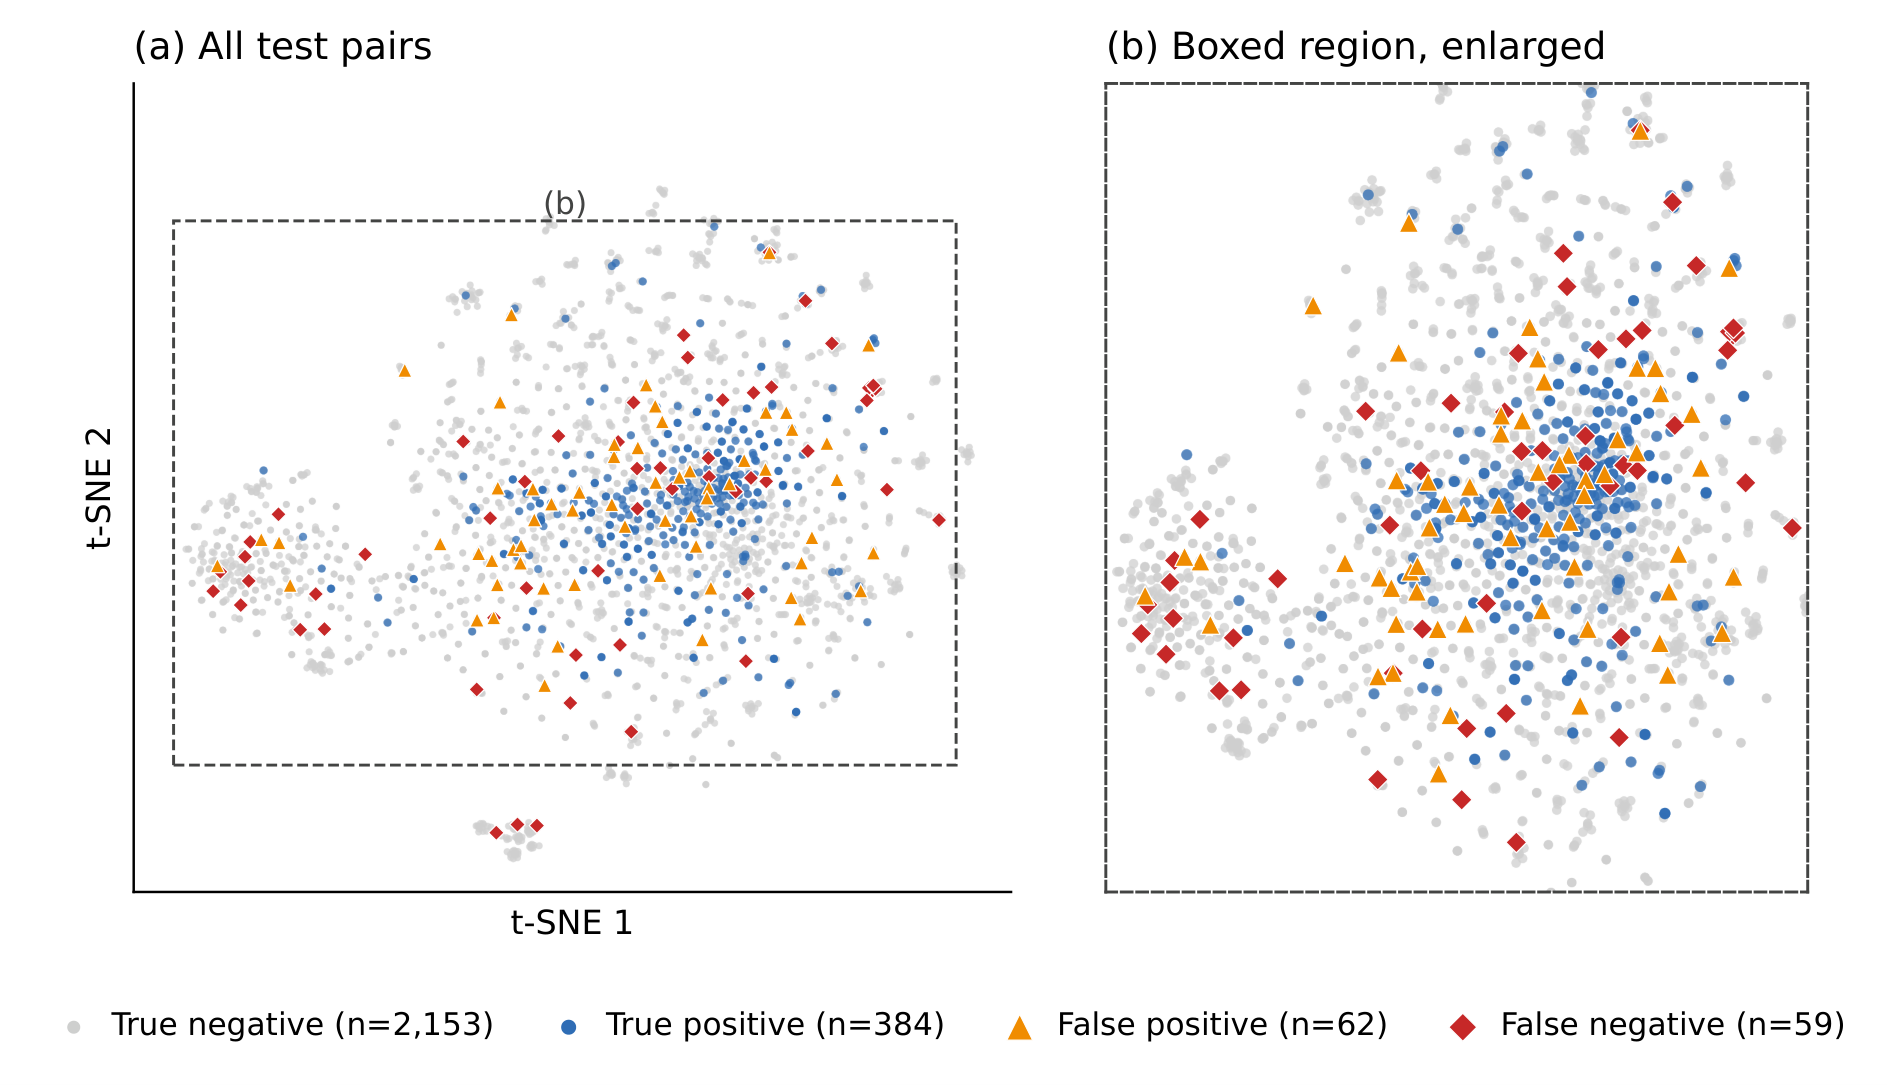 (a) All test pairs
(b) Boxed region, enlarged
(b)
t-SNE 2
t-SNE 1
True negative (n=2,153)
True positive (n=384)
False positive (n=62)
False negative (n=59)